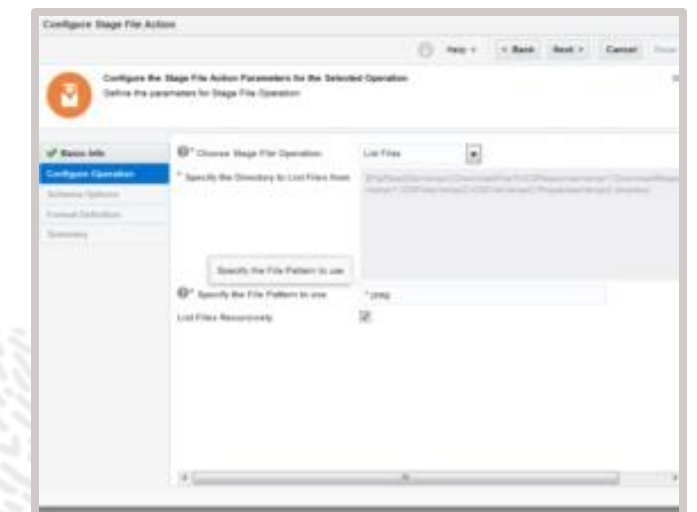 Configure Stage File Action
Help
< Back
Next >
Cancel
Configure the Stage File Action Parameters for the Selected Operation
Define the parameters for Stage File Operation
Basic Info
Configure Operation
Schema Options
Format Definition
Summary
* Choose Stage File Operation
List Files
* Specify the Directory to List Files from
Specify the File Pattern to use
* Specify the File Pattern to use
List Files Recursively